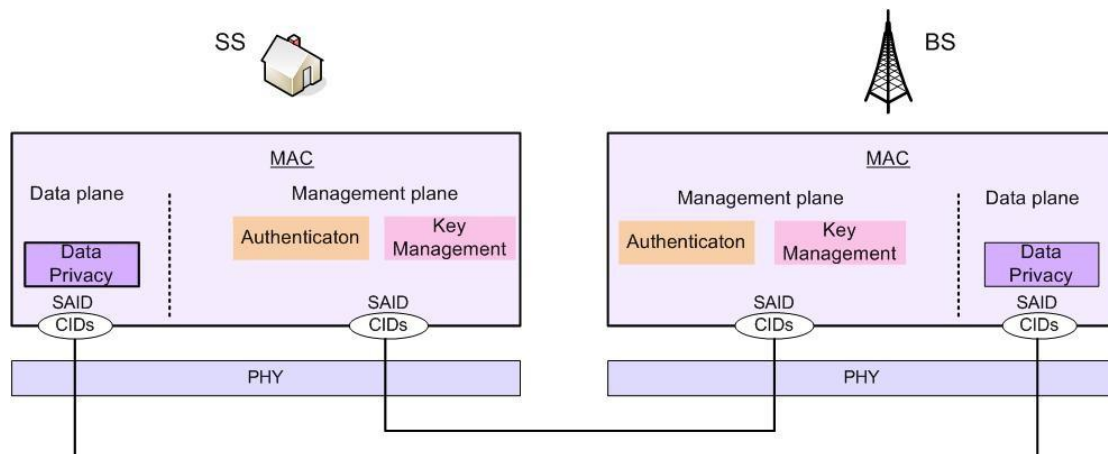 SS
BS
MAC
Data plane
Management plane
Authenticaton
Key
Management
Data
Privacy
SAID
SAID
CIDs
CIDs
PHY
MAC
Management plane
Data plane
Authenticaton
Key
Management
Data
Privacy
SAID
SAID
CIDs
CIDs
PHY